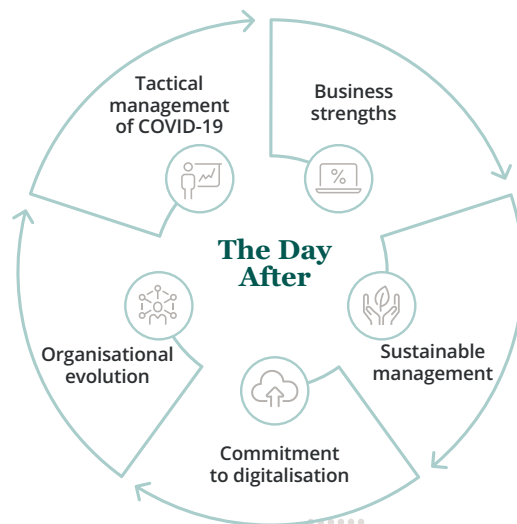 Tactical
management
of COVID-19
Business
strengths
%
The Day
After
Organisational
evolution
Sustainable
management
Commitment
to digitalisation